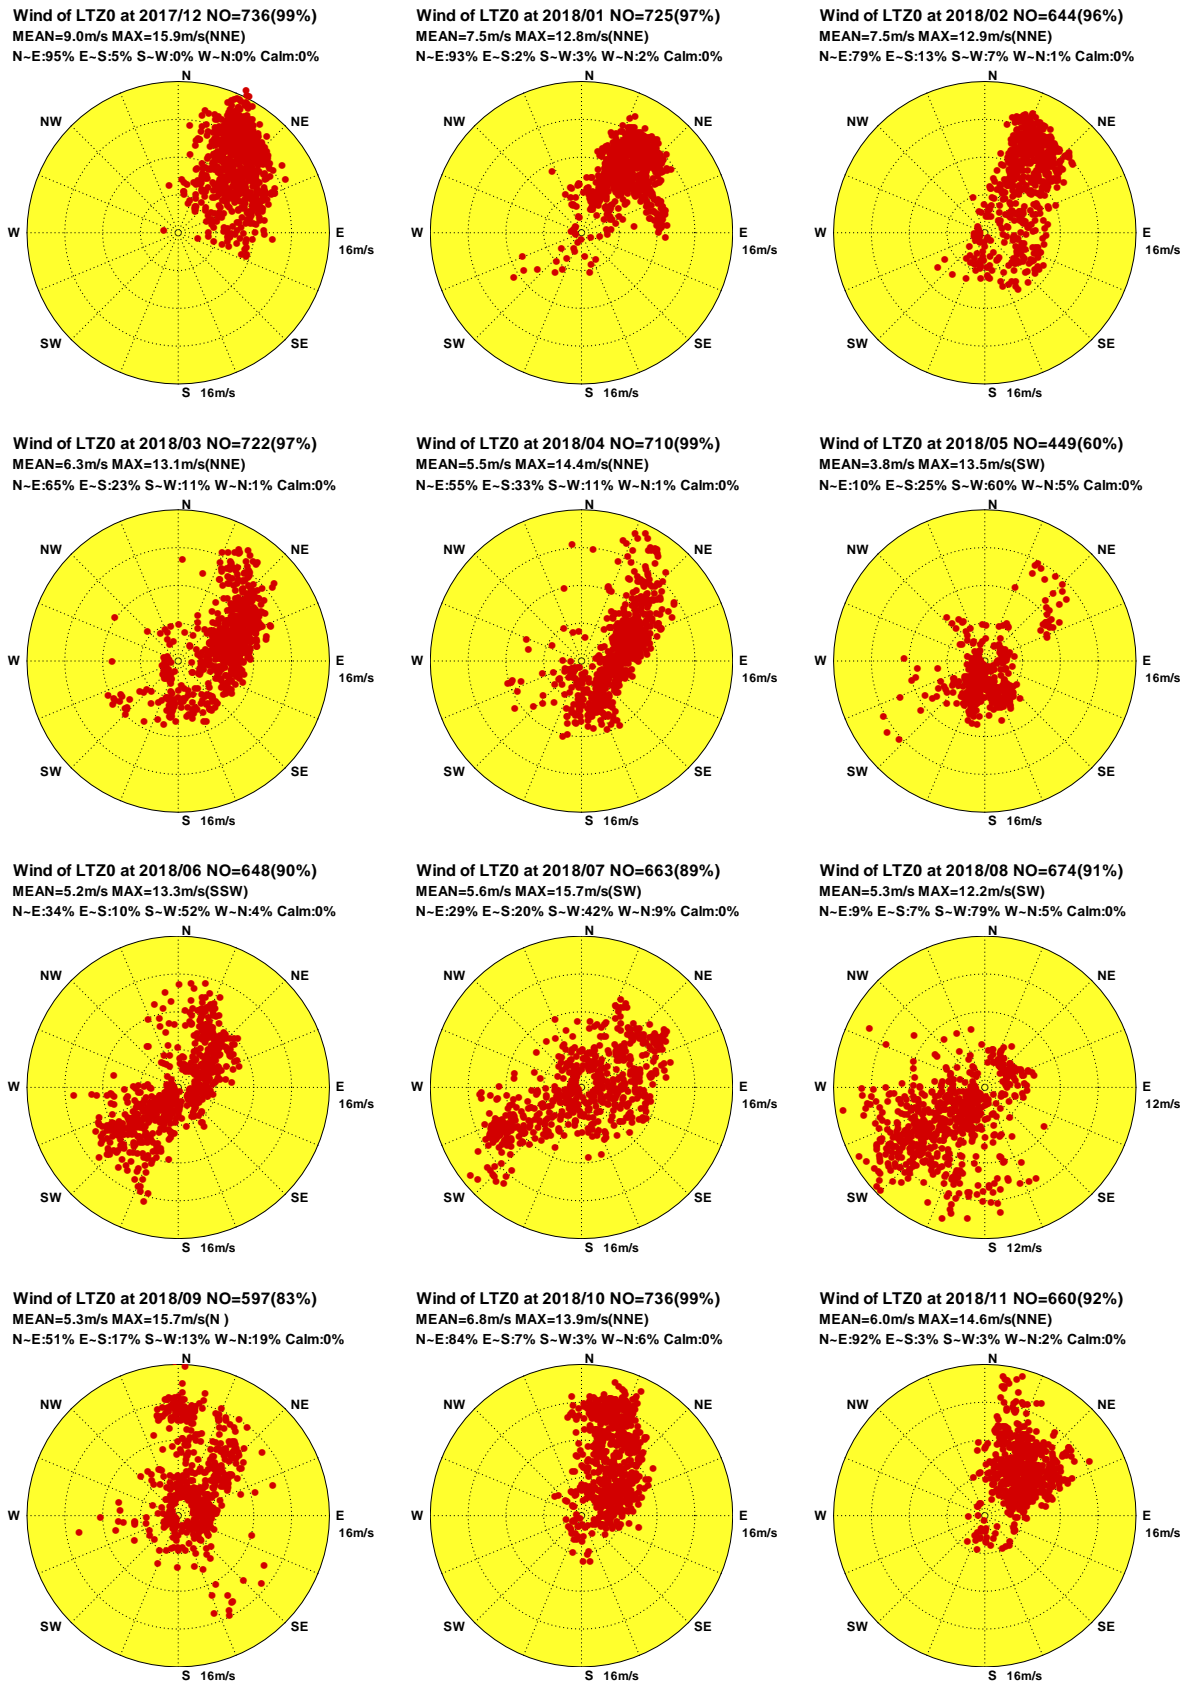 Wind of LTZ0 at 2017/12 NO=736(99%)
MEAN=9.0m/s MAX=15.9m/s(NNE)
N~E:95% E~S:5% S~W:0% W~N:0% Calm:0%
N
NW
NE
W
E
16m/s
SW
SE
S 16m/s
Wind of LTZ0 at 2018/01 NO=725(97%)
MEAN=7.5m/s MAX=12.8m/s(NNE)
N~E:93% E~S:2% S~W:3% W~N:2% Calm:0%
N
NW
NE
W
E
16m/s
SW
SE
S 16m/s
Wind of LTZ0 at 2018/02 NO=644(96%)
MEAN=7.5m/s MAX=12.9m/s(NNE)
N~E:79% E~S:13% S~W:7% W~N:1% Calm:0%
N
NW
NE
W
E
16m/s
SW
SE
S 16m/s
Wind of LTZ0 at 2018/03 NO=722(97%)
MEAN=6.3m/s MAX=13.1m/s(NNE)
N~E:65% E~S:23% S~W:11% W~N:1% Calm:0%
N
NW
NE
W
E
16m/s
SW
SE
S 16m/s
Wind of LTZ0 at 2018/04 NO=710(99%)
MEAN=5.5m/s MAX=14.4m/s(NNE)
N~E:55% E~S:33% S~W:11% W~N:1% Calm:0%
N
NW
NE
W
E
16m/s
SW
SE
S 16m/s
Wind of LTZ0 at 2018/05 NO=449(60%)
MEAN=3.8m/s MAX=13.5m/s(SW)
N~E:10% E~S:25% S~W:60% W~N:5% Calm:0%
N
NW
NE
W
E
16m/s
SW
SE
S 16m/s
Wind of LTZ0 at 2018/06 NO=648(90%)
MEAN=5.2m/s MAX=13.3m/s(SSW)
N~E:34% E~S:10% S~W:52% W~N:4% Calm:0%
N
NW
NE
W
E
16m/s
SW
SE
S 16m/s
Wind of LTZ0 at 2018/07 NO=663(89%)
MEAN=5.6m/s MAX=15.7m/s(SW)
N~E:29% E~S:20% S~W:42% W~N:9% Calm:0%
N
NW
NE
W
E
16m/s
SW
SE
S 16m/s
Wind of LTZ0 at 2018/08 NO=674(91%)
MEAN=5.3m/s MAX=12.2m/s(SW)
N~E:9% E~S:7% S~W:79% W~N:5% Calm:0%
N
NW
NE
W
E
12m/s
SW
SE
S 12m/s
Wind of LTZ0 at 2018/09 NO=597(83%)
MEAN=5.3m/s MAX=15.7m/s(N )
N~E:51% E~S:17% S~W:13% W~N:19% Calm:0%
N
NW
NE
W
E
16m/s
SW
SE
S 16m/s
Wind of LTZ0 at 2018/10 NO=736(99%)
MEAN=6.8m/s MAX=13.9m/s(NNE)
N~E:84% E~S:7% S~W:3% W~N:6% Calm:0%
N
NW
NE
W
E
16m/s
SW
SE
S 16m/s
Wind of LTZ0 at 2018/11 NO=660(92%)
MEAN=6.0m/s MAX=14.6m/s(NNE)
N~E:92% E~S:3% S~W:3% W~N:2% Calm:0%
N
NW
NE
W
E
16m/s
SW
SE
S 16m/s